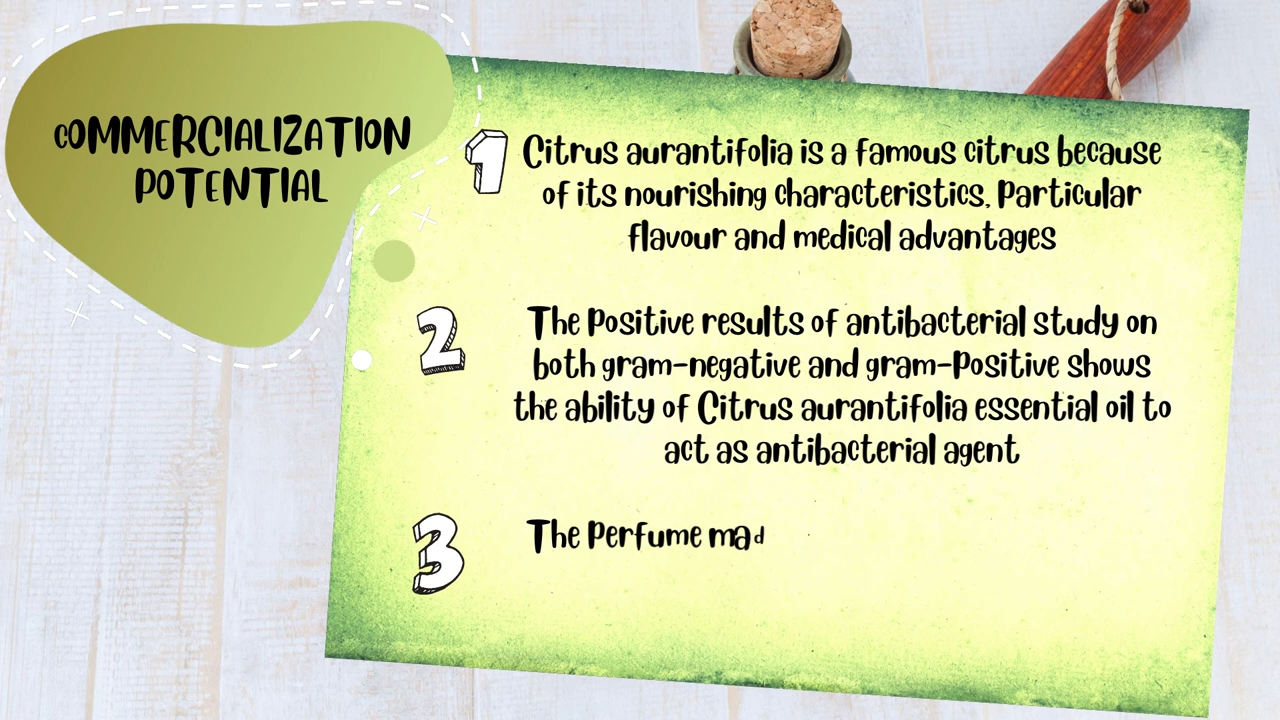 COMMERCIALIZATION
POTENTIAL
1
Citrus aurantifolia is a famous citrus because
of its nourishing characteristics, Particular
flavour and medical advantages
2
The Positive results of antibacterial study on
both gram-negative and gram-Positive shows
the ability of Citrus aurantifolia essential oil to
act as antibacterial agent
3
The Perfume mad